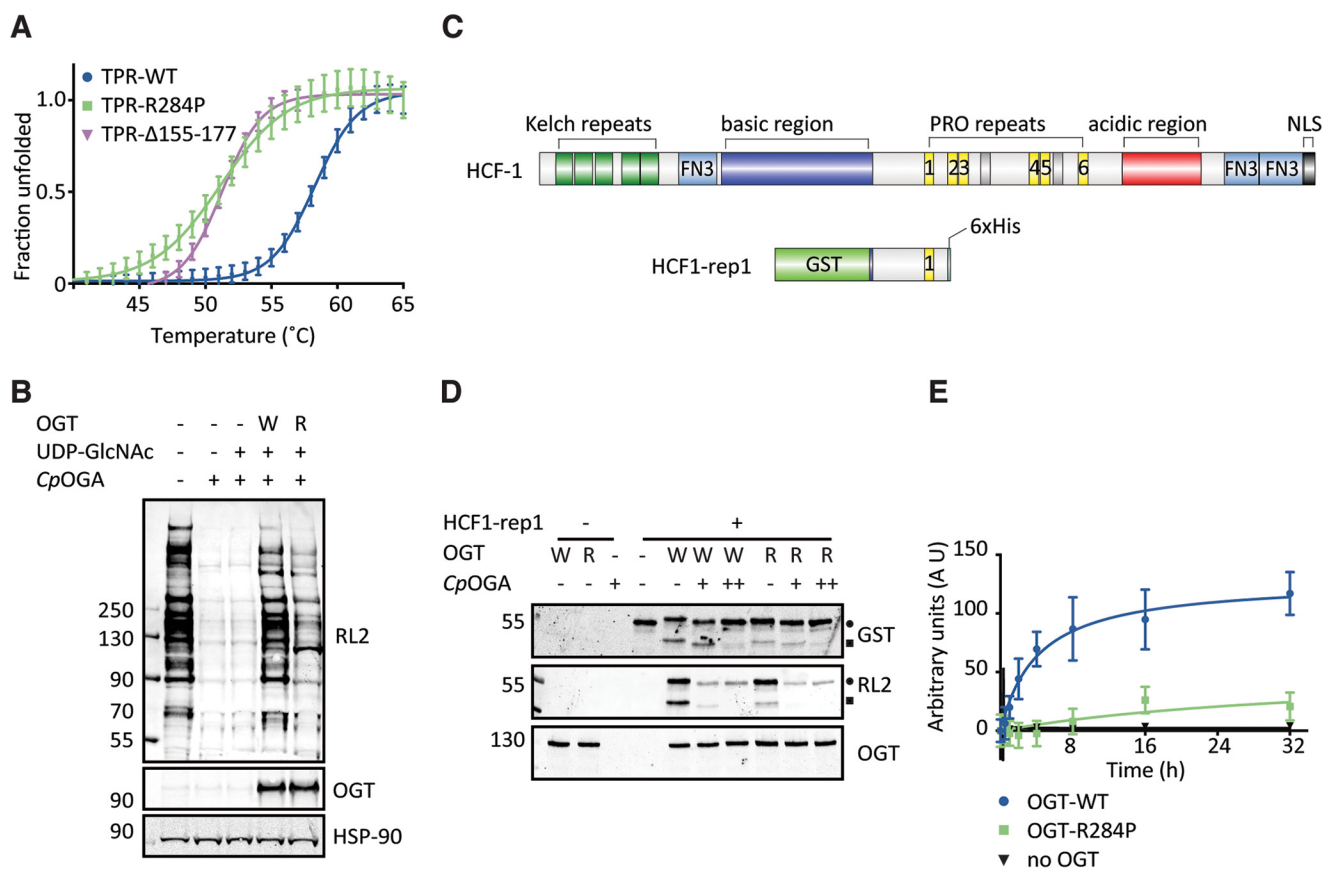 A
TPR-WT
TPR-R284P
TPR-Δ155-177
1.0
0.5
0
Fraction unfolded
45 50 55 60 65
Temperature (˚C)
C
Kelch repeats basic region PRO repeats acidic region NLS
HCF-1 FN3 1 2 3 4 5 6 FN3 FN3
6xHis
HCF1-rep1 GST 1
B
OGT - - - W R
UDP-GlcNAc - - + + +
CpOGA - + + + +
250
130
90
70
55
RL2
90
OGT
90
HSP-90
D
HCF1-rep1 - +
OGT W R - - W W W R R R
CpOGA - - + - - + ++ - + ++
55 GST
55 RL2
130 OGT
E
Arbitrary units (A U)
150
100
50
0
8 16 24 32
Time (h)
OGT-WT
OGT-R284P
no OGT